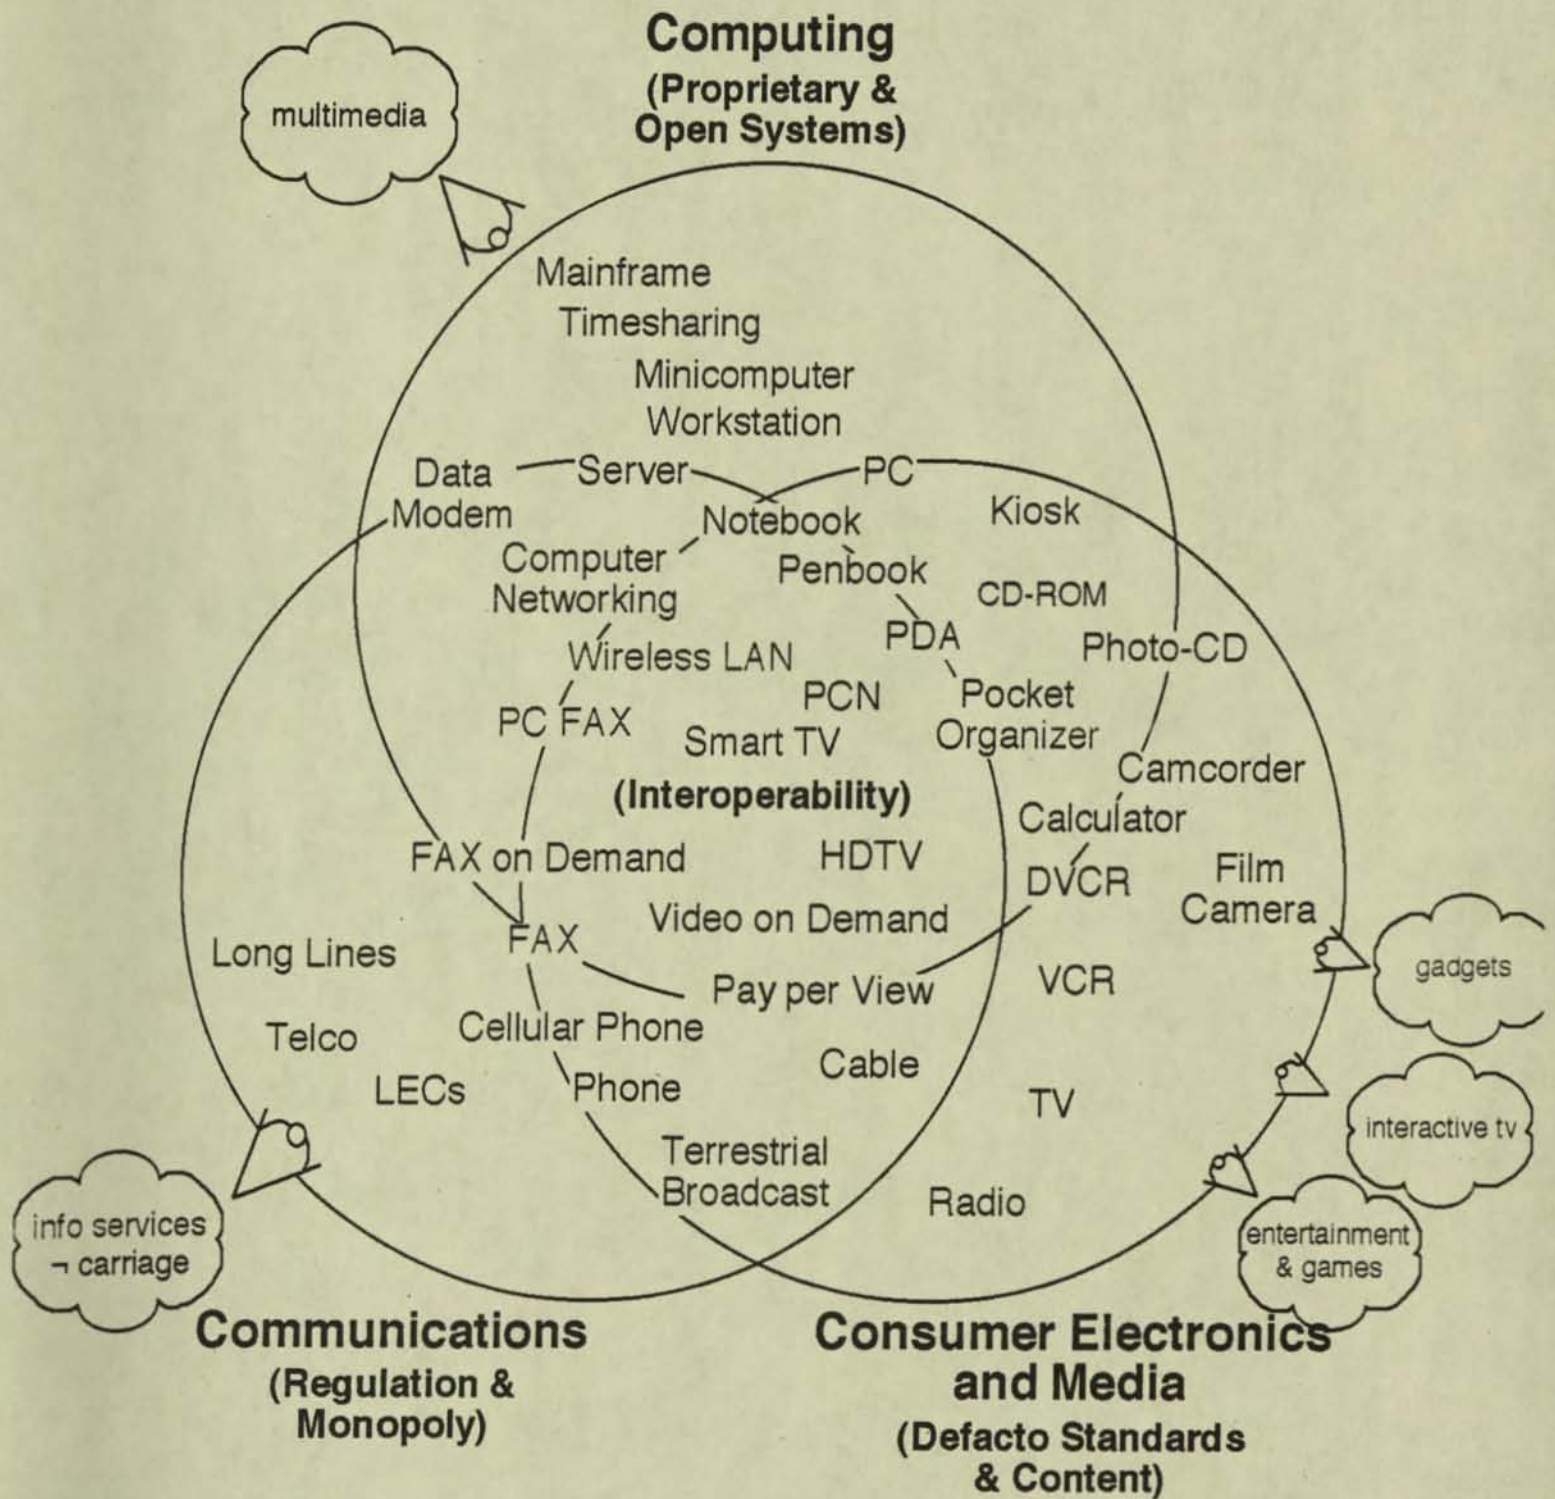 Computing
(Proprietary &
Open Systems)
multimedia
Mainframe
Timesharing
Minicomputer
Workstation
Data
Modem
Server
PC
Notebook
Kiosk
Computer
Networking
Penbook
CD-ROM
PDA
Photo-CD
Wireless LAN
PCN
Pocket
Organizer
PC FAX
Smart TV
(Interoperability)
Camcorder
Calculator
FAX on Demand
HDTV
DVCR
Film
Camera
Video on Demand
FAX
Long Lines
gadgets
VCR
Pay per View
Telco
Cellular Phone
Cable
LECs
Phone
TV
interactive tv
Terrestrial
Broadcast
Radio
info services
¬ carriage
entertainment
& games
Communications
(Regulation &
Monopoly)
Consumer Electronics
and Media
(Defacto Standards
& Content)